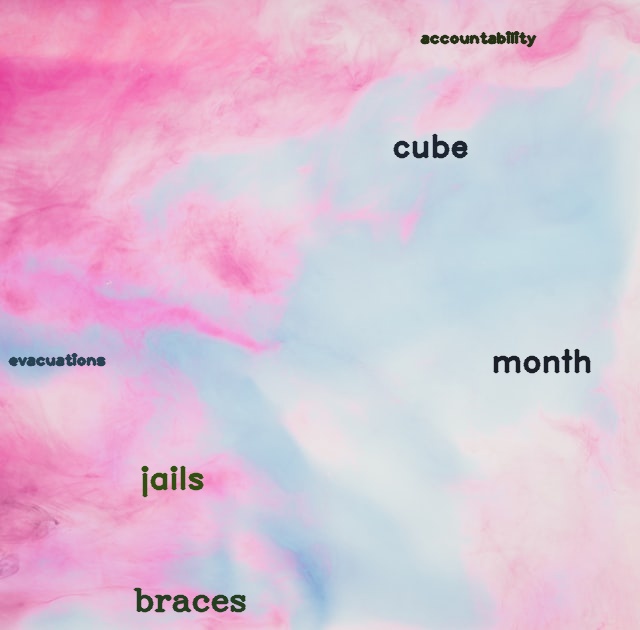 accountability
cube
evacuations
month
jails
braces